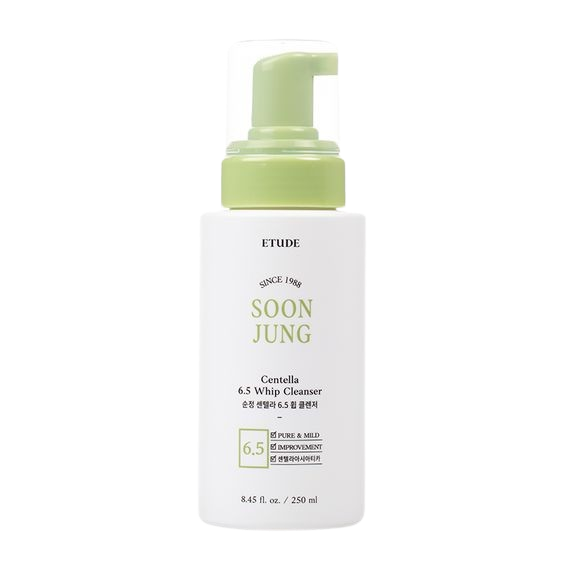 ETUDE
SINCE 1988
SOON
JUNG
Centella
6.5 Whip Cleanser
순정 센텔라 6.5 휩 클렌저
6.5
PURE & MILD
IMPROVEMENT
센텔라아시아티카
8.45 fl. oz. / 250 ml